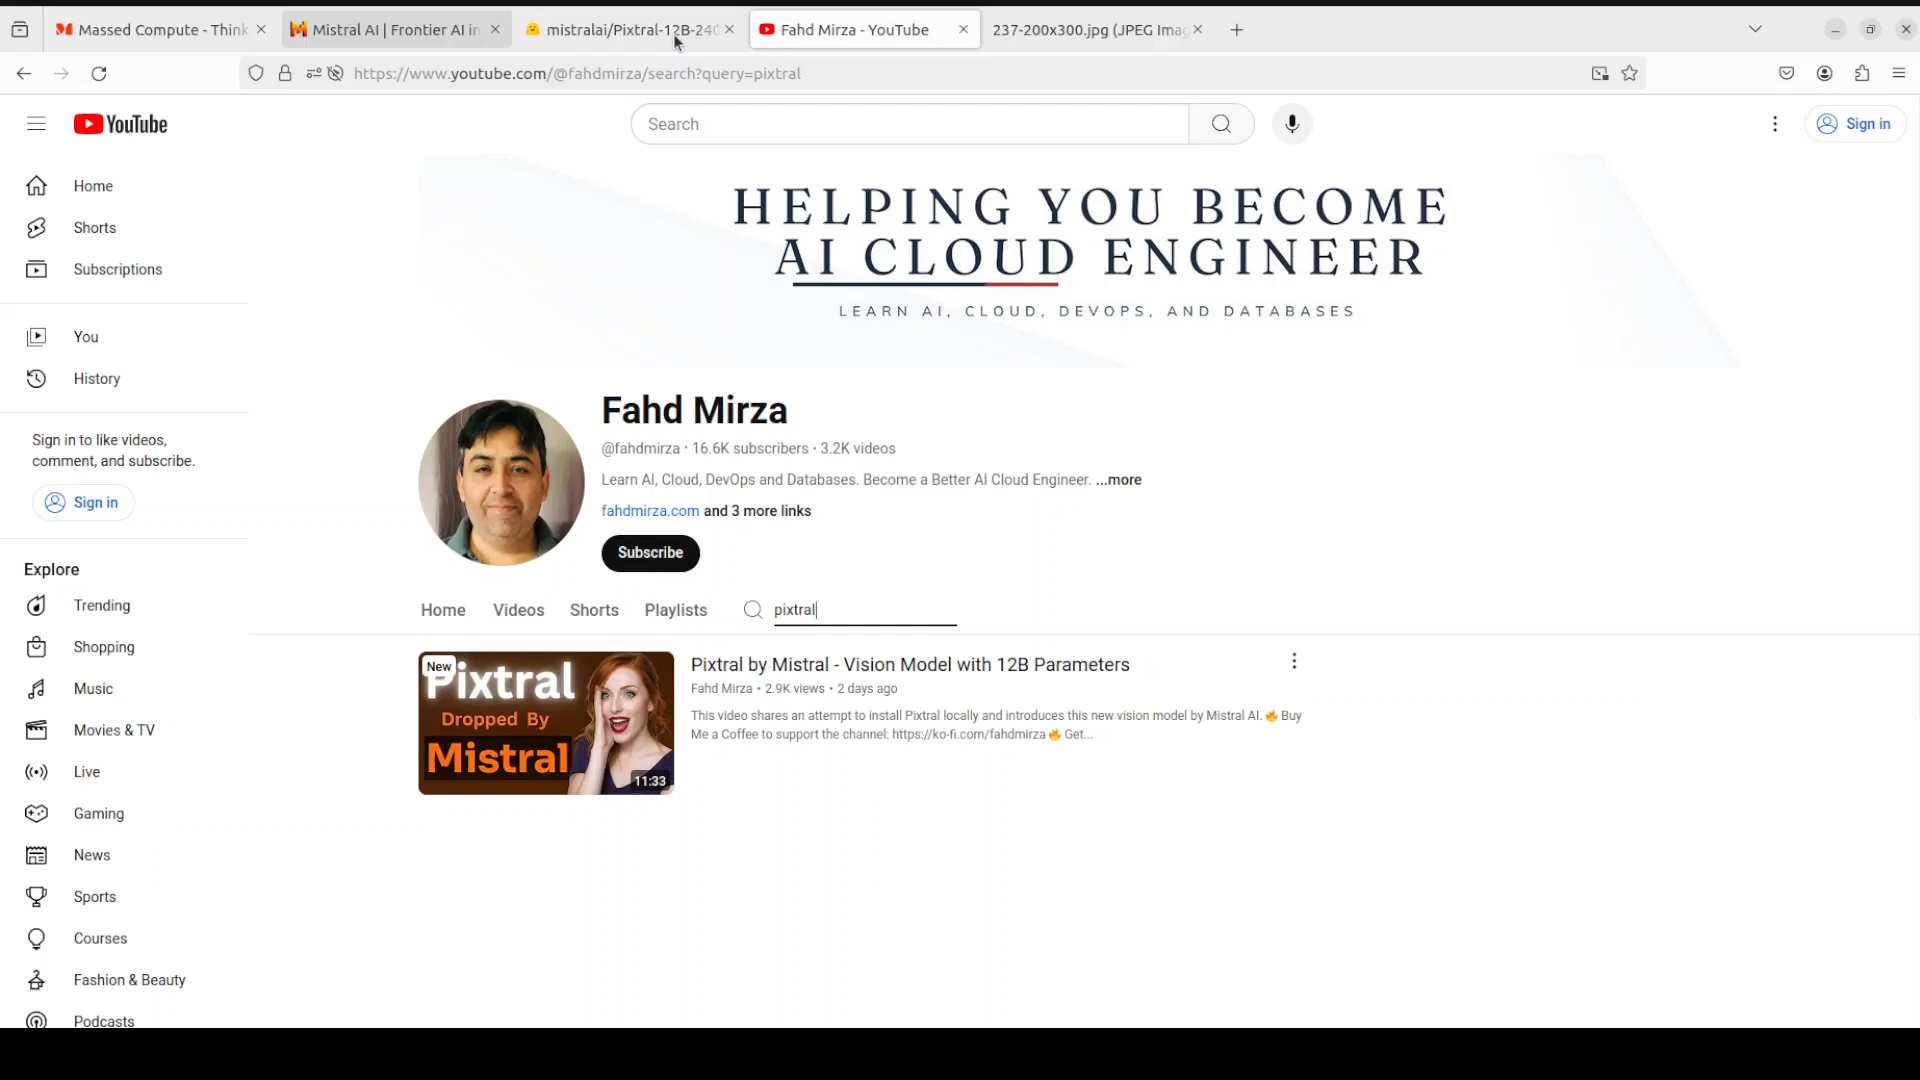 Massed Compute - Think
Mistral AI | Frontier AI in
mistralai/Pixtral-12B-240
Fahd Mirza - YouTube
237-200x300.jpg (JPEG Imag
https://www.youtube.com/@fahdmirza/search?query=pixtral
YouTube
Search
Sign in
Home
Shorts
Subscriptions
You
History
Sign in to like videos,
comment, and subscribe.
Sign in
Explore
Trending
Shopping
Music
Movies & TV
Live
Gaming
News
Sports
Courses
Fashion & Beauty
Podcasts
HELPING YOU BECOME
AI CLOUD ENGINEER
LEARN AI, CLOUD, DEVOPS, AND DATABASES
Fahd Mirza
@fahdmirza • 16.6K subscribers • 3.2K videos
Learn AI, Cloud, DevOps and Databases. Become a Better AI Cloud Engineer. ...more
fahdmirza.com and 3 more links
Subscribe
Home Videos Shorts Playlists pixtral
New
Pixtral
Dropped By
Mistral
11:33
Pixtral by Mistral - Vision Model with 12B Parameters
Fahd Mirza • 2.9K views • 2 days ago
This video shares an attempt to install Pixtral locally and introduces this new vision model by Mistral AI. 🔥 Buy
Me a Coffee to support the channel: https://ko-fi.com/fahdmirza 🔥 Get...